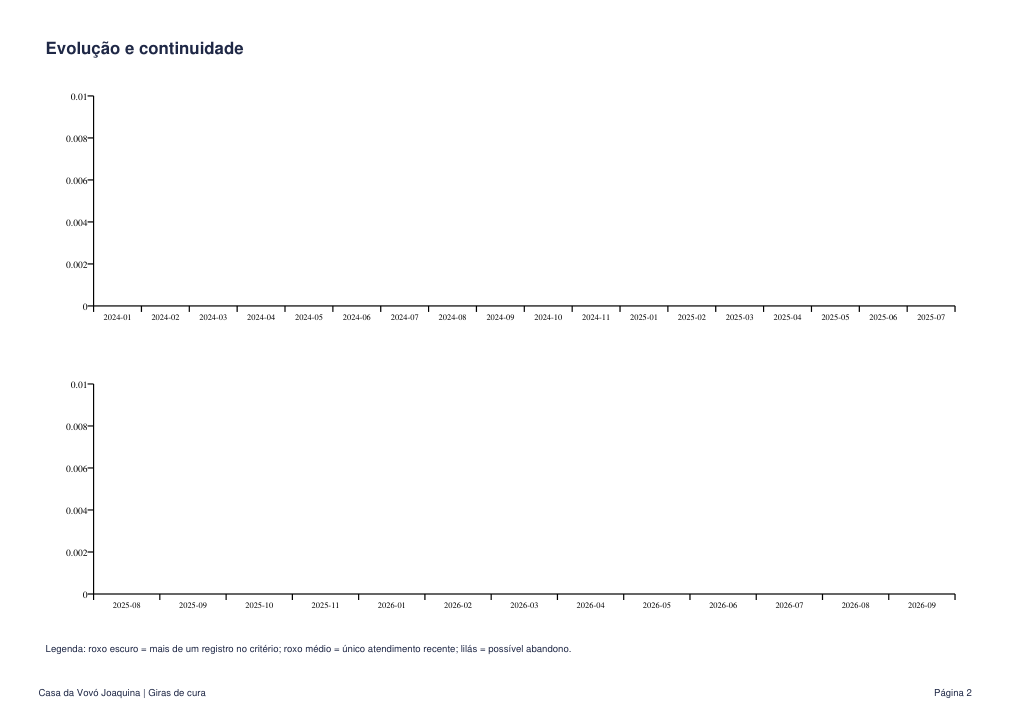 Evolução e continuidade
0.01
0.008
0.006
0.004
0.002
0
2024-01 2024-02 2024-03 2024-04 2024-05 2024-06 2024-07 2024-08 2024-09 2024-10 2024-11 2025-01 2025-02 2025-03 2025-04 2025-05 2025-06 2025-07
0.01
0.008
0.006
0.004
0.002
0
2025-08 2025-09 2025-10 2025-11 2026-01 2026-02 2026-03 2026-04 2026-05 2026-06 2026-07 2026-08 2026-09
Legenda: roxo escuro = mais de um registro no critério; roxo médio = único atendimento recente; lilás = possível abandono.
Casa da Vovó Joaquina | Giras de cura Página 2